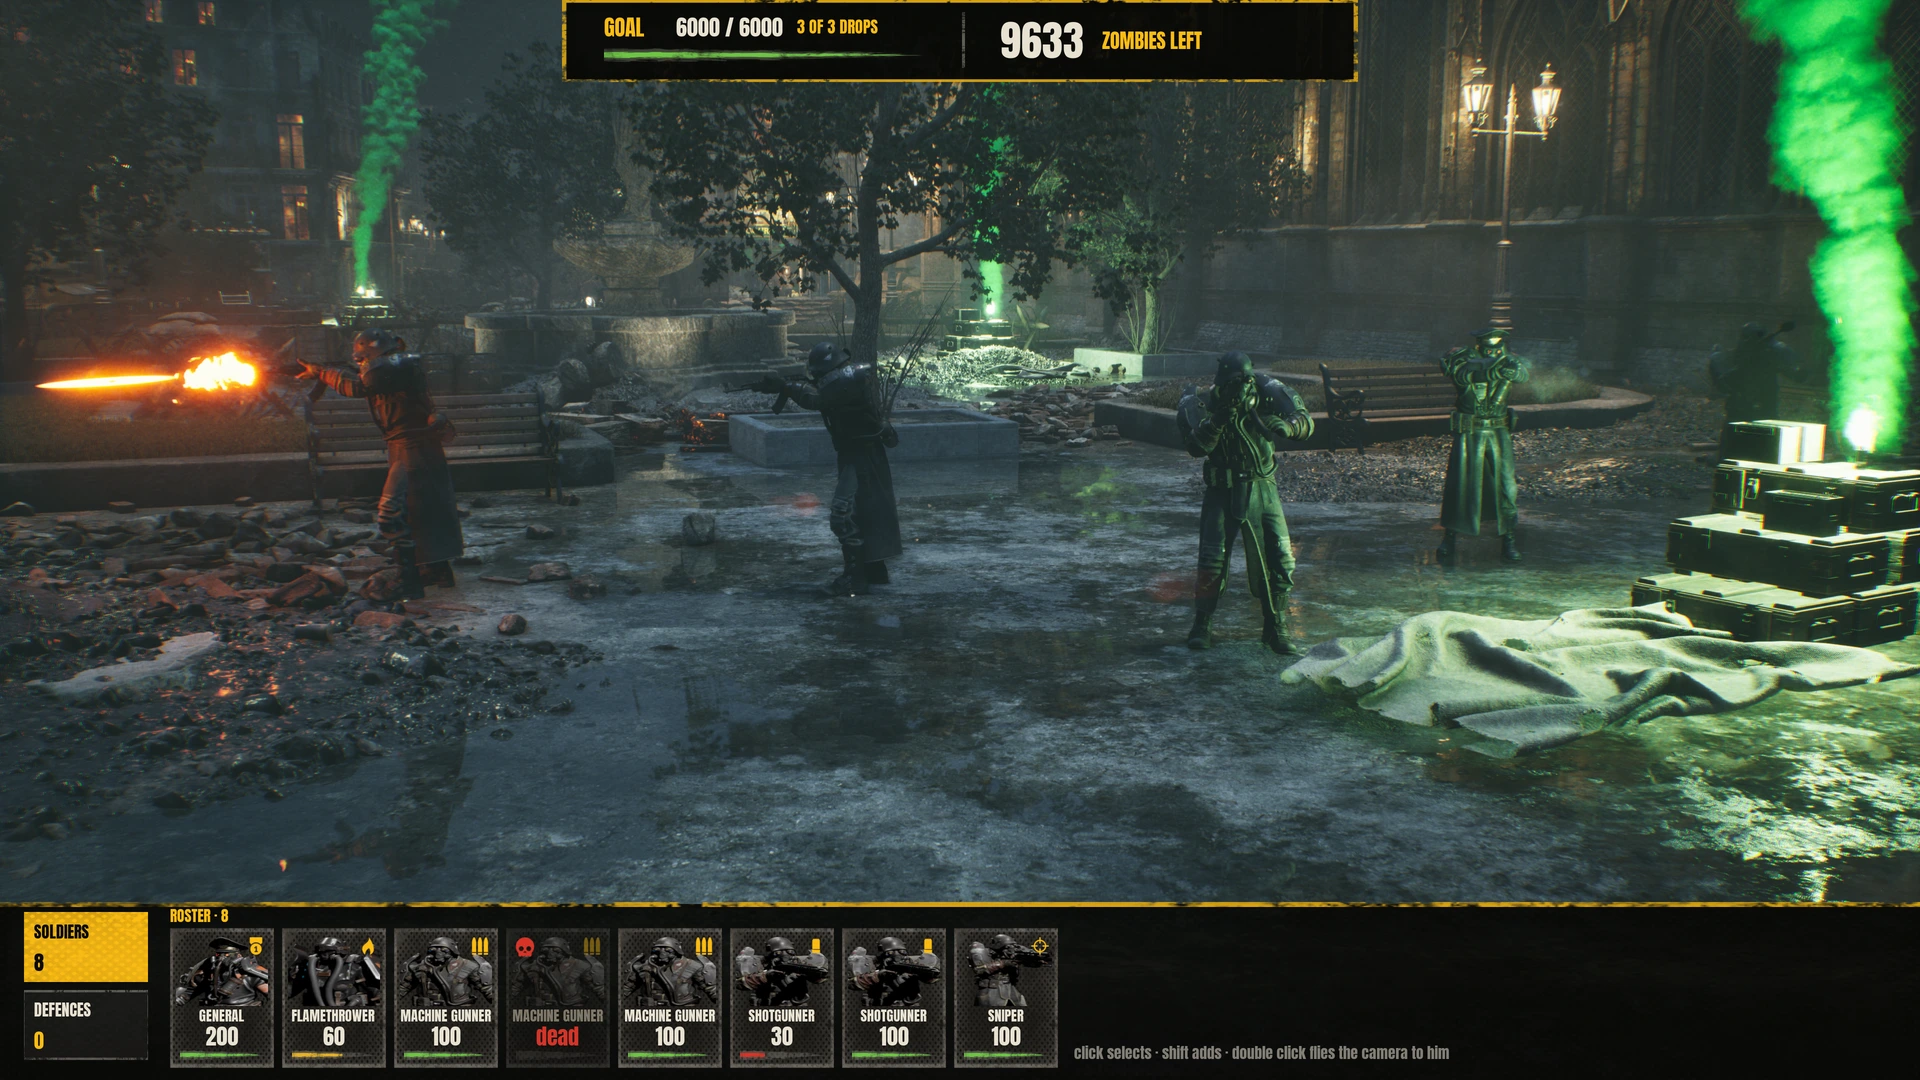 GOAL 6000 / 6000 3 OF 3 DROPS
9633 ZOMBIES LEFT
SOLDIERS
8
DEFENCES
0
ROSTER · 8
GENERAL
200
FLAMETHROWER
60
MACHINE GUNNER
100
MACHINE GUNNER
dead
MACHINE GUNNER
100
SHOTGUNNER
30
SHOTGUNNER
100
SNIPER
100
click selects · shift adds · double click flies the camera to him